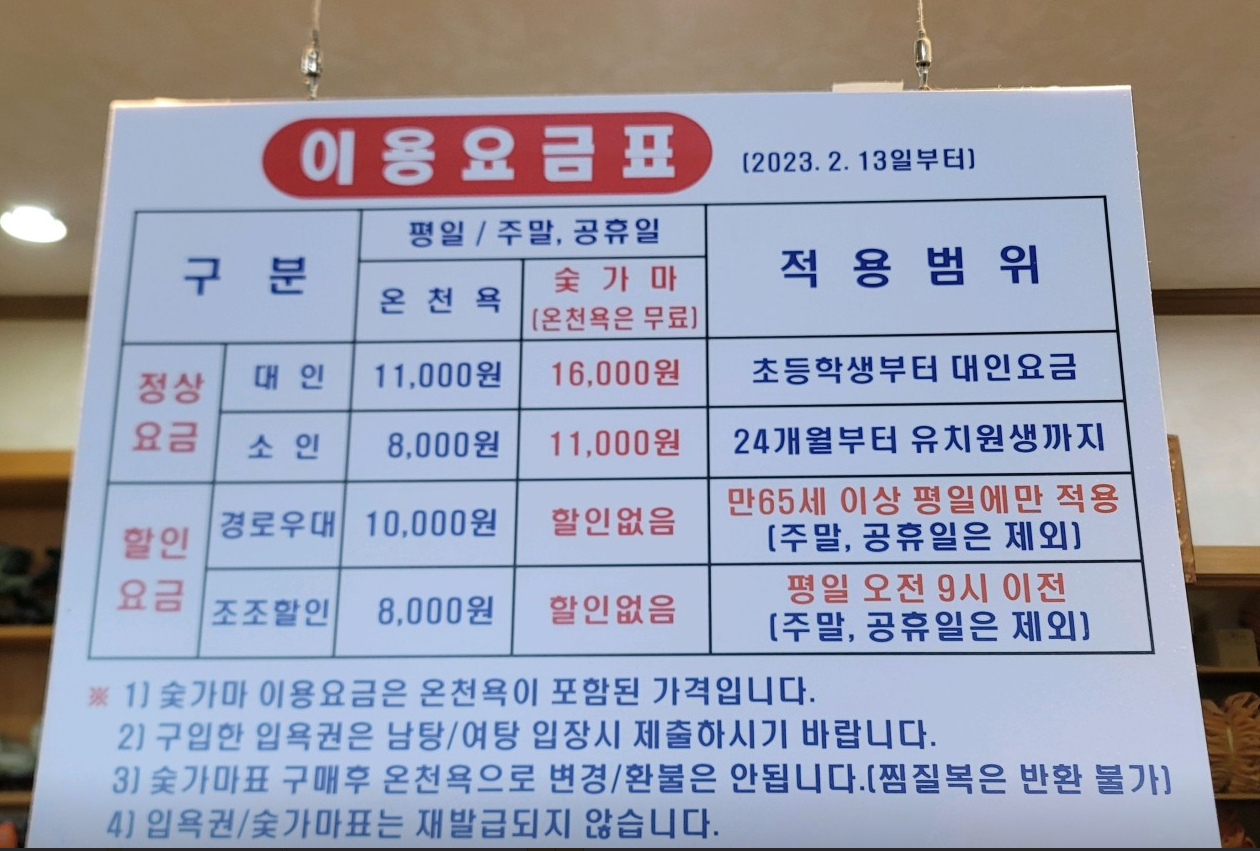 이용요금표 (2023. 2. 13일부터)
구 분
평일 / 주말, 공휴일
적 용 범 위
온 천 욕
숯 가 마
(온천욕은 무료)
정상
요금
대 인 11,000원 16,000원 초등학생부터 대인요금
소 인 8,000원 11,000원 24개월부터 유치원생까지
할인
요금
경로우대 10,000원 할인없음 만65세 이상 평일에만 적용
(주말, 공휴일은 제외)
조조할인 8,000원 할인없음 평일 오전 9시 이전
(주말, 공휴일은 제외)
※ 1) 숯가마 이용요금은 온천욕이 포함된 가격입니다.
2) 구입한 입욕권은 남탕/여탕 입장시 제출하시기 바랍니다.
3) 숯가마표 구매후 온천욕으로 변경/환불은 안됩니다.(찜질복은 반환 불가)
4) 입욕권/숯가마표는 재발급되지 않습니다.